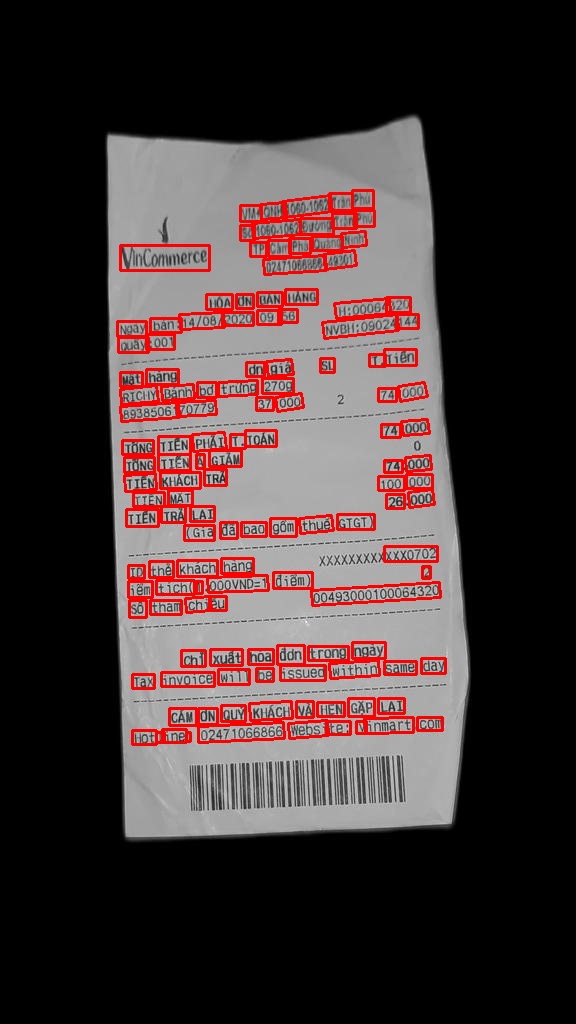 VinCommerce
VM+ QNH 1060-1062 Trần Phú
Số 1060-1062 Đường Trần Phú
TP. Cẩm Phả, Quảng Ninh
02471066866-49301
HÓA ĐƠN BÁN HÀNG
Ngày bán: 14/08/2020 09:56 H:00064320
Quầy:001 NVBH:09024144
Mặt hàng Đơn giá SL T.Tiền
RICHY Bánh bơ trứng 270g
8938506170779 37,000 2 74,000
TỔNG TIỀN PHẢI T.TOÁN 74,000
TỔNG TIỀN ĐÃ GIẢM 0
TIỀN KHÁCH TRẢ 74,000
TIỀN MẶT 100,000
TIỀN TRẢ LẠI 26,000
(Giá đã bao gồm thuế GTGT)
ID thẻ khách hàng XXXXXXXXXXXXX0702
Điểm tích(1,000VND=1 điểm) 2
Số tham chiếu 00493000100064320
Chỉ xuất hóa đơn trong ngày
Tax invoice will be issued within same day
CẢM ƠN QUÝ KHÁCH VÀ HẸN GẶP LẠI
Hotline: 02471066866 Website: vinmart.com